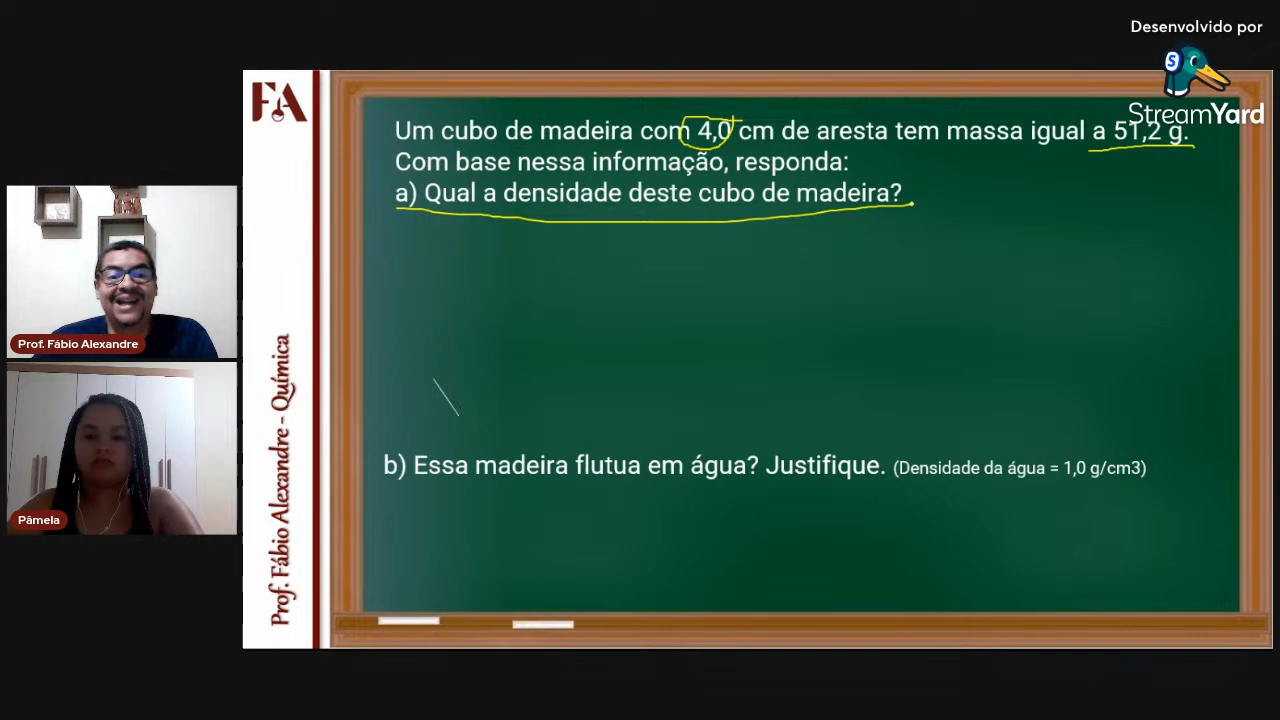 Desenvolvido por
StreamYard
FA
Um cubo de madeira com 4,0 cm de aresta tem massa igual a 51,2 g.
Com base nessa informação, responda:
a) Qual a densidade deste cubo de madeira?
Prof. Fábio Alexandre
Prof. Fábio Alexandre - Química
b) Essa madeira flutua em água? Justifique. (Densidade da água = 1,0 g/cm3)
Pâmela